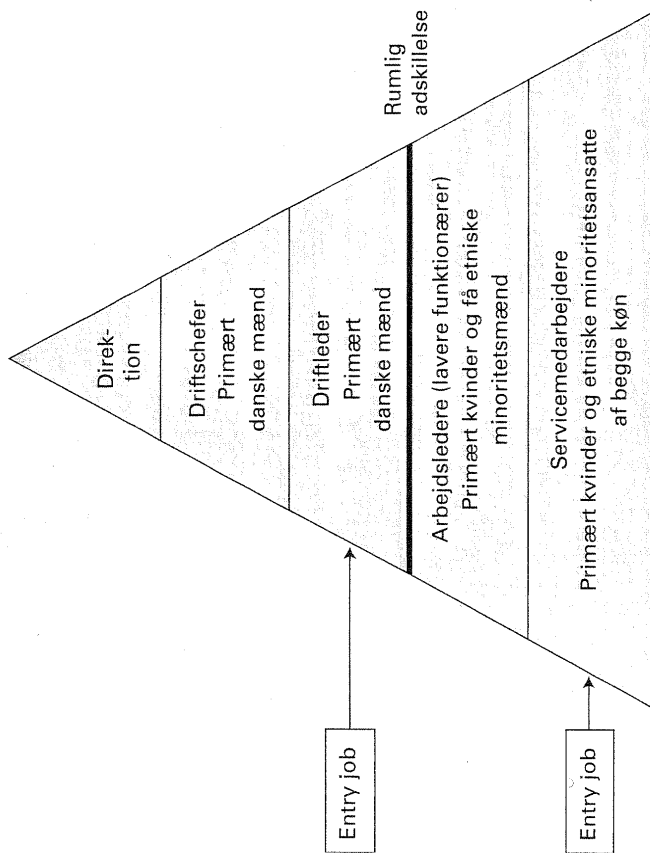 Direk-
tion
Driftschefer
Primært
danske mænd
Driftleder
Primært
danske mænd
Rumlig
adskillelse
Arbejdsledere (lavere funktionærer)
Primært kvinder og få etniske
minoritetsmænd
Servicemedarbejdere
Primært kvinder og etniske minoritetsansatte
af begge køn
Entry job
Entry job